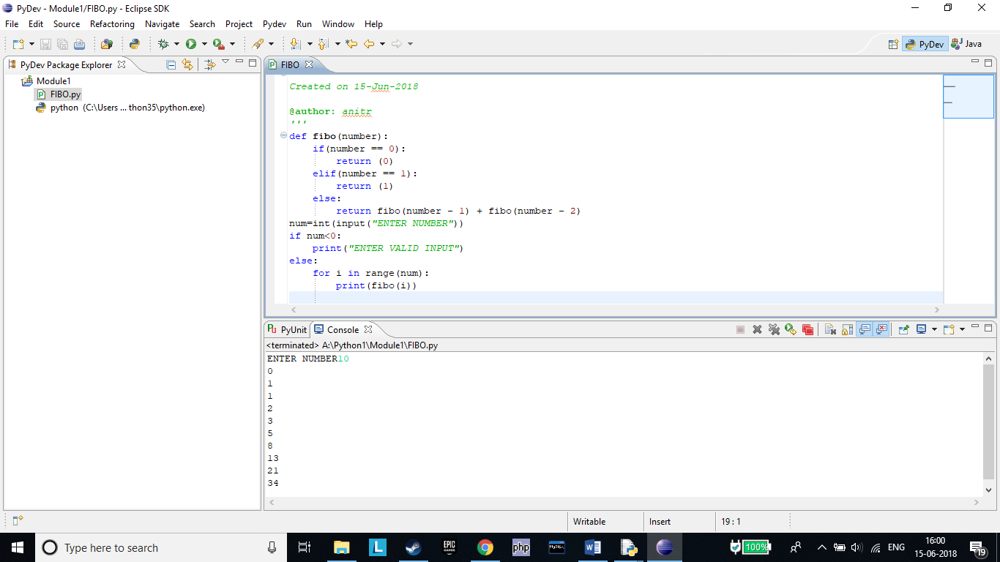 PyDev - Module1/FIBO.py - Eclipse SDK
File Edit Source Refactoring Navigate Search Project Pydev Run Window Help
PyDev Java
PyDev Package Explorer
Module1
FIBO.py
python (C:\Users ... thon35\python.exe)
FIBO
Created on 15-Jun-2018
@author: anitr
'''
def fibo(number):
    if(number == 0):
        return (0)
    elif(number == 1):
        return (1)
    else:
        return fibo(number - 1) + fibo(number - 2)
num=int(input("ENTER NUMBER"))
if num<0:
    print("ENTER VALID INPUT")
else:
    for i in range(num):
        print(fibo(i))
PyUnit Console
<terminated> A:\Python1\Module1\FIBO.py
ENTER NUMBER10
0
1
1
2
3
5
8
13
21
34
Writable Insert 19 : 1
Type here to search
L
EPIC GAMES
php
MySQL
100%
ENG
16:00
15-06-2018
19